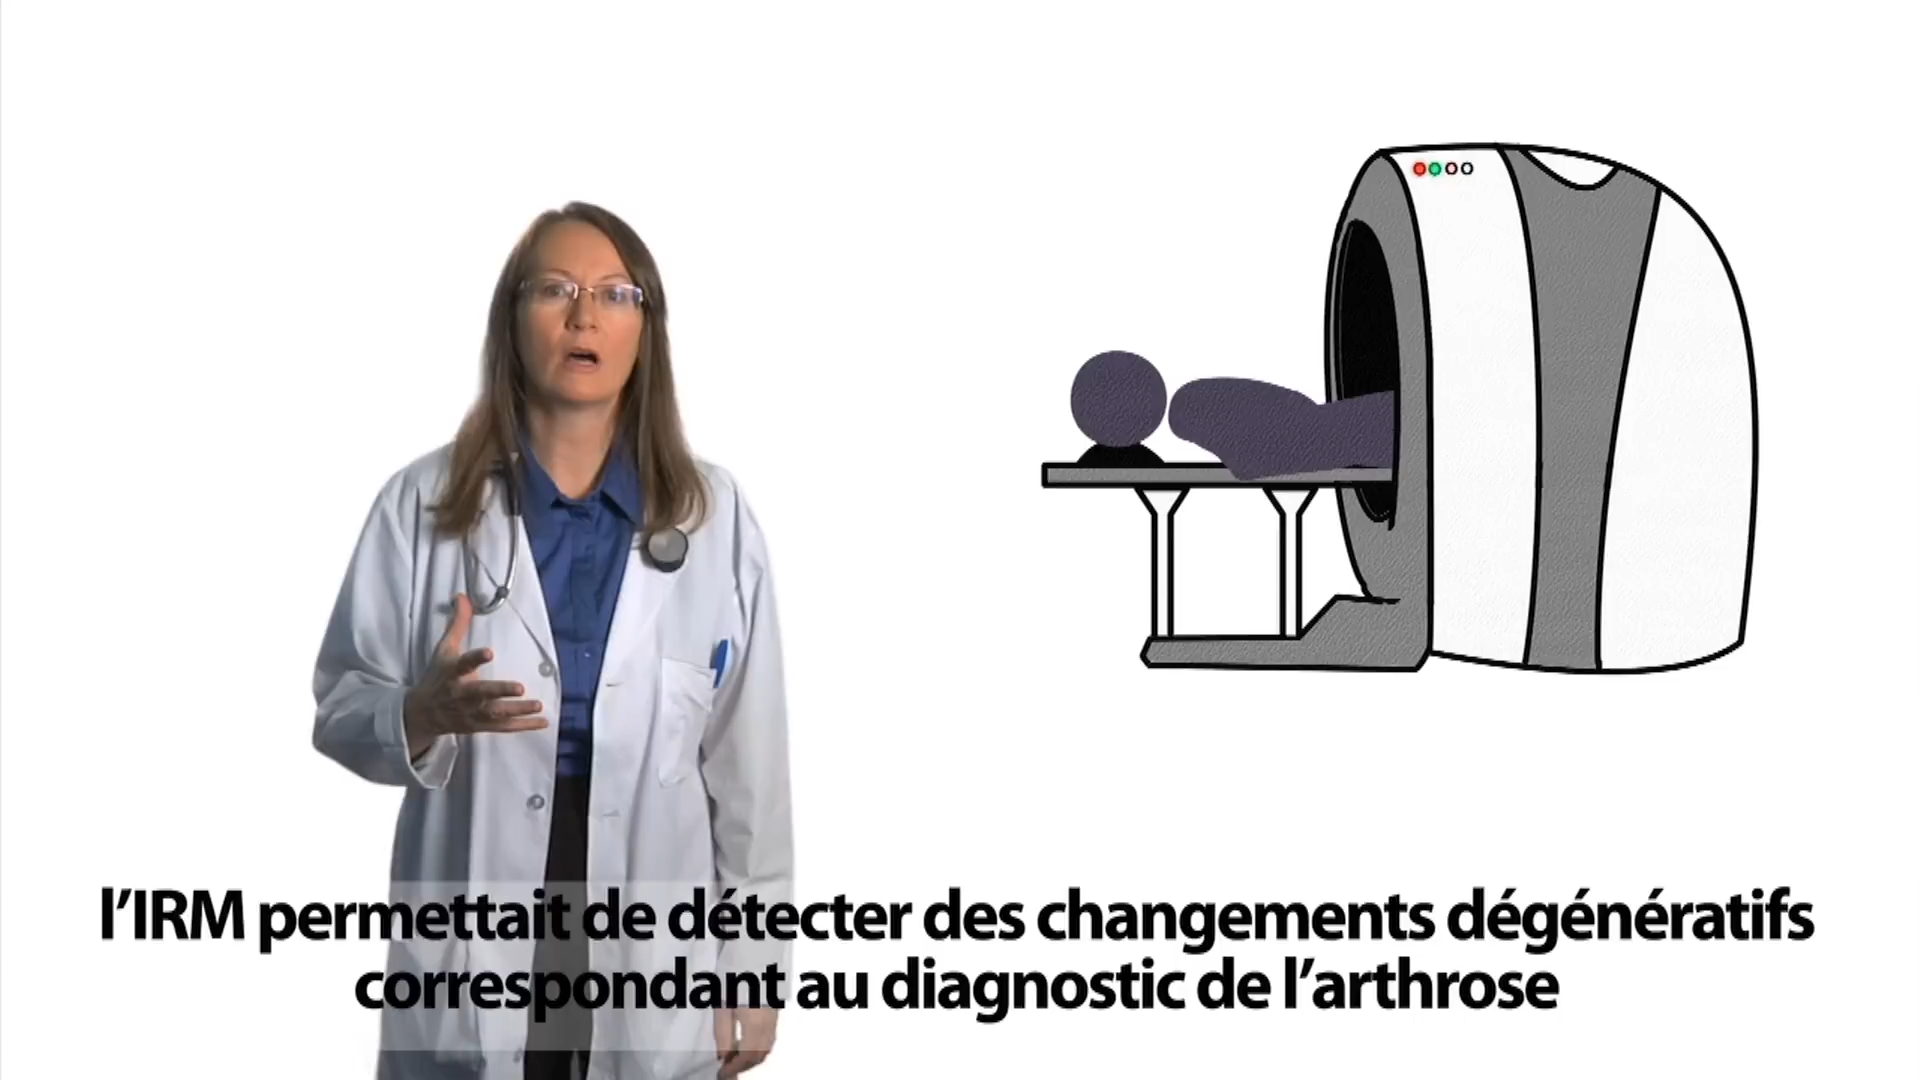 l’IRM permettait de détecter des changements dégénératifs
correspondant au diagnostic de l’arthrose